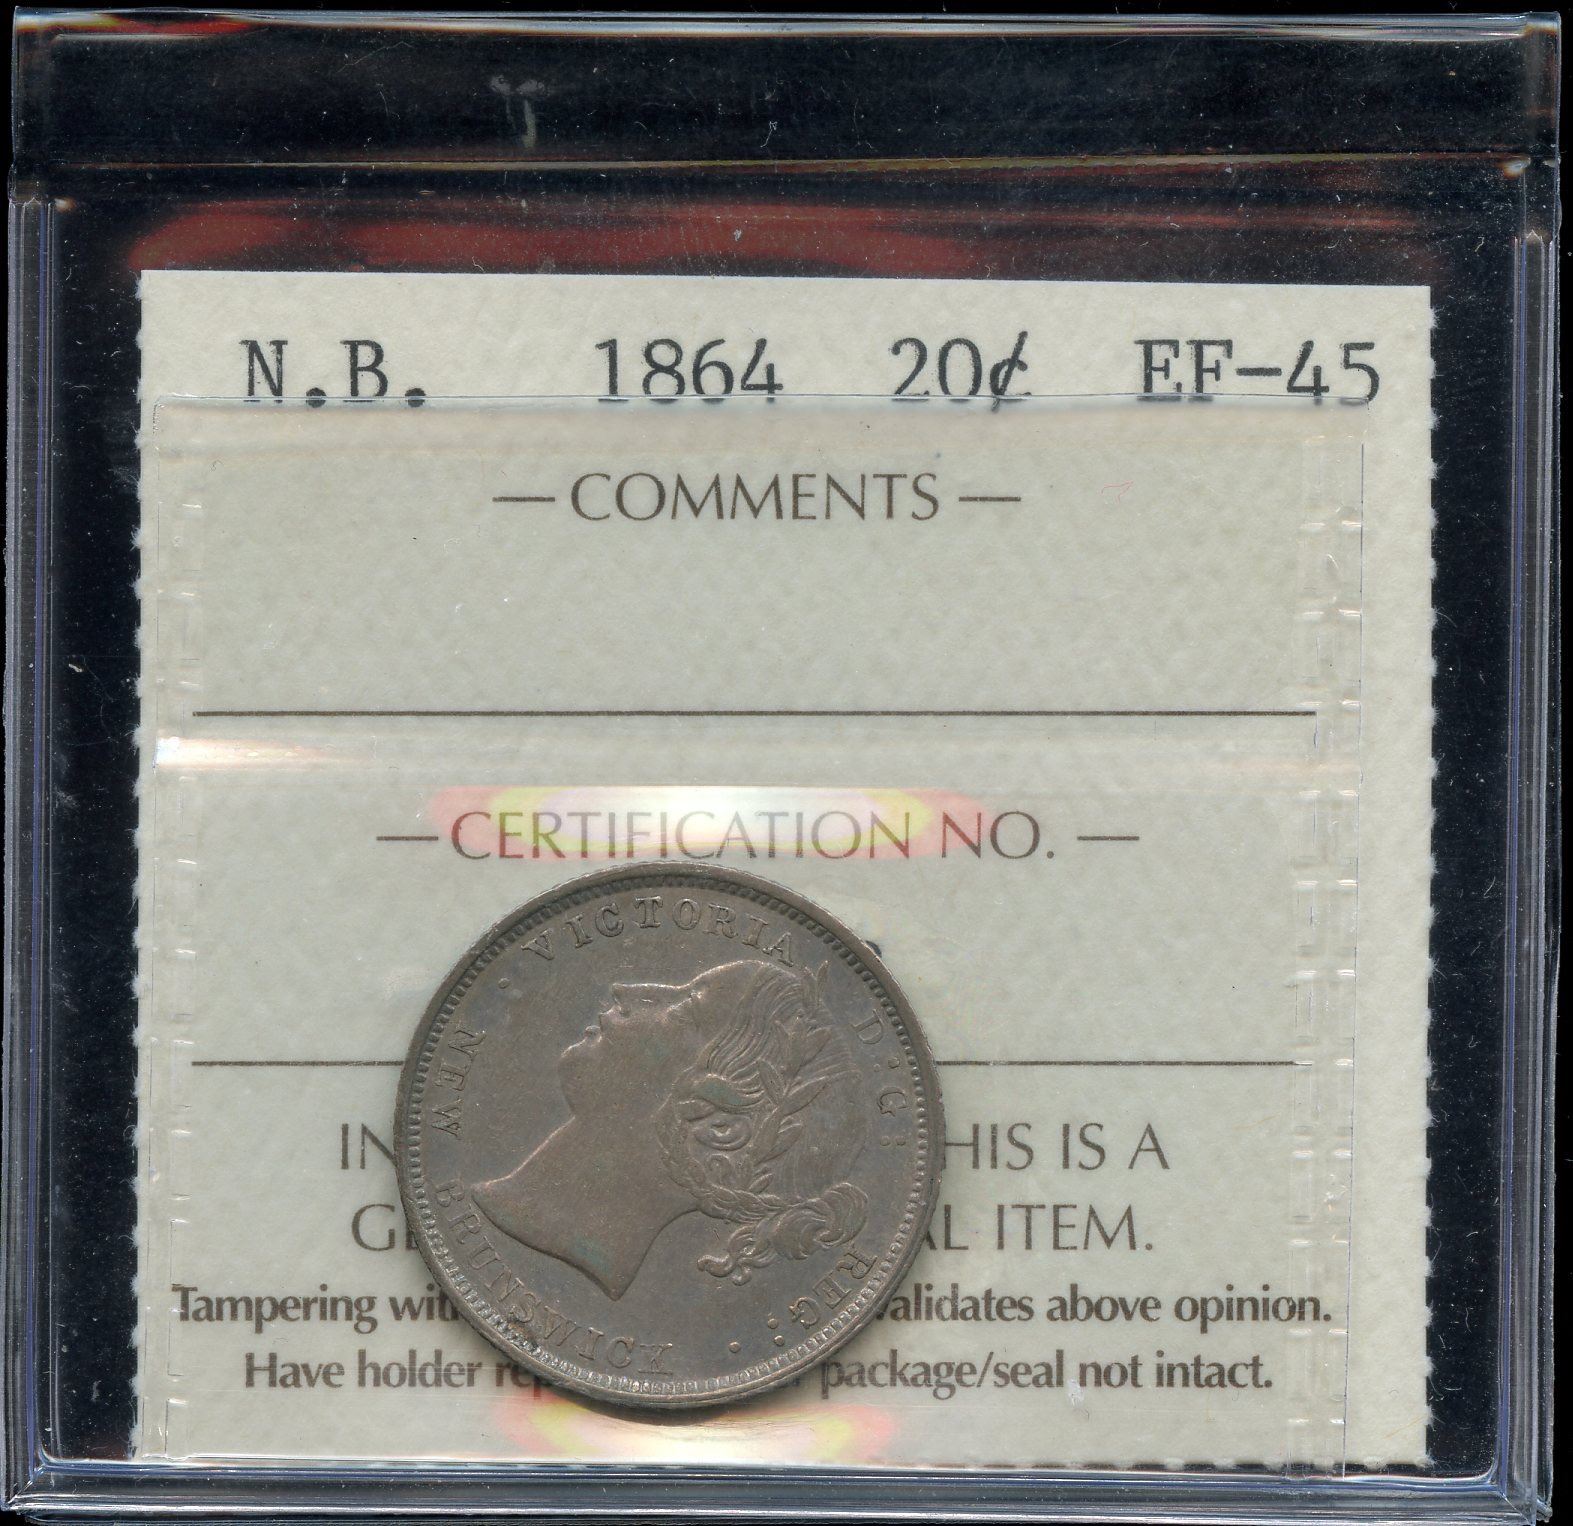 N.B. 1864 20¢ EF-45
— COMMENTS —
— CERTIFICATION NO. —
IN HIS IS A
G AL ITEM.
Tampering wit alidates above opinion.
Have holder re package/seal not intact.
· VICTORIA D:G: REG: ·
NEW BRUNSWICK